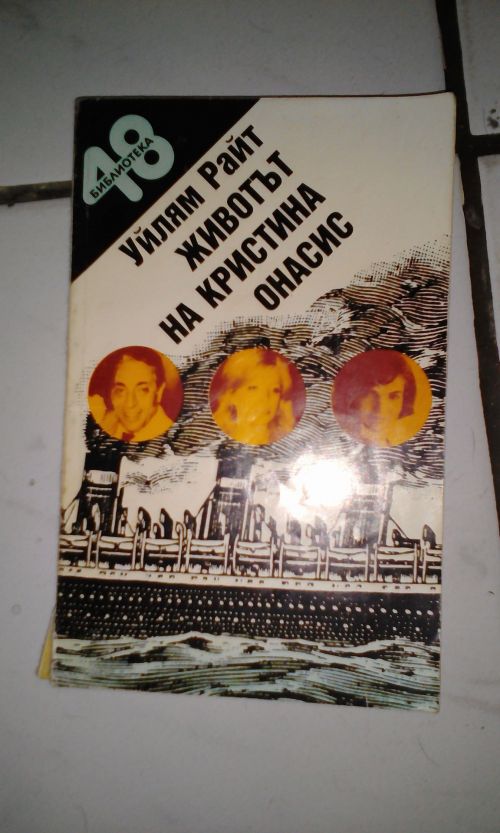 48
БИБЛИОТЕКА
Уилям Райт
ЖИВОТЪТ
НА КРИСТИНА
ОНАСИС